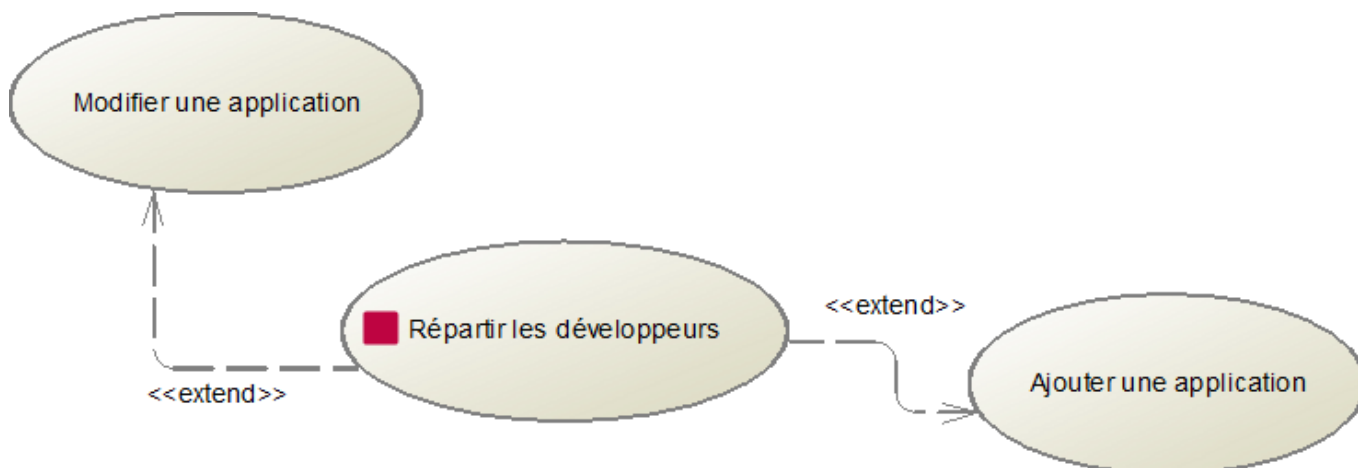 Modifier une application
<<extend>>
Répartir les développeurs
<<extend>>
Ajouter une application